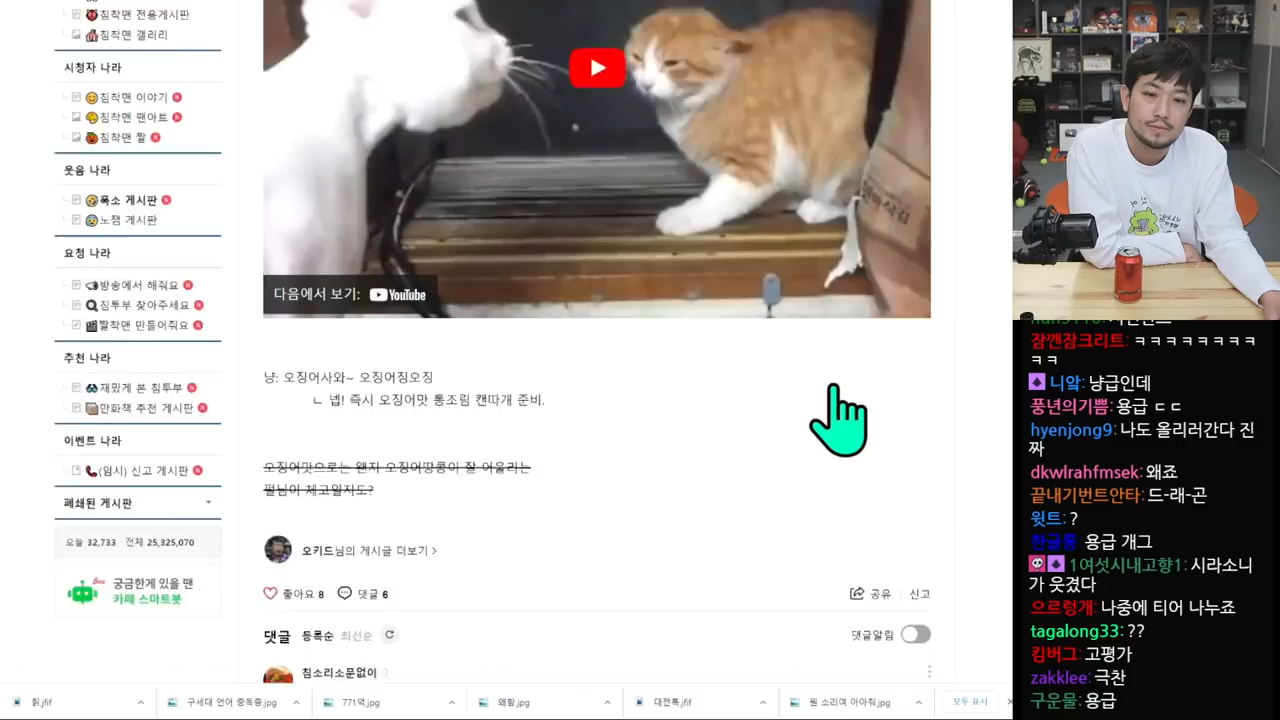 침착맨 전용게시판
침착맨 갤러리
시청자 나라
침착맨 이야기 N
침착맨 팬아트 N
침착맨 짤 N
웃음 나라
폭소 게시판 N
노잼 게시판
요청 나라
방송에서 해줘요 N
침투부 찾아주세요 N
짤착맨 만들어줘요 N
추천 나라
재밌게 본 침투부 N
만화책 추천 게시판 N
이벤트 나라
(임시) 신고 게시판 N
폐쇄된 게시판
오늘 32,733 전체 25,325,070
Beta 궁금한게 있을 땐
카페 스마트봇
다음에서 보기: YouTube
냥: 오징어사와~ 오징어징오징
ㄴ 넵! 즉시 오징어맛 통조림 캔따개 준비.
오징어맛으로는 왠지 오징어땅콩이 잘 어울리는
펄님이 체고일지도?
오키드님의 게시글 더보기 >
좋아요 8 댓글 6
공유 신고
댓글 등록순 최신순
댓글알림
침소리소문없이
칡.jfif
구세대 언어 중독증.jpg
왜함.jpg
대전특.jfif
뭔 소리여 아아줘.jpg
모두 표시
잠깬잠크리트: ㅋㅋㅋㅋㅋㅋㅋㅋ
ㅋㅋ
니앞: 냥급인데
풍년의기쁨: 용급 ㄷㄷ
hyenjong9: 나도 올리러간다 진
짜
dkwlrahfmsek: 왜죠
끝내기번트안타: 드-래-곤
윗트: ?
한글통: 용급 개그
1여섯시내고향1: 시라소니
가 웃겼다
으르렁개: 나중에 티어 나누죠
tagalong33: ??
킴버그: 고평가
zakklee: 극찬
구운물: 용급